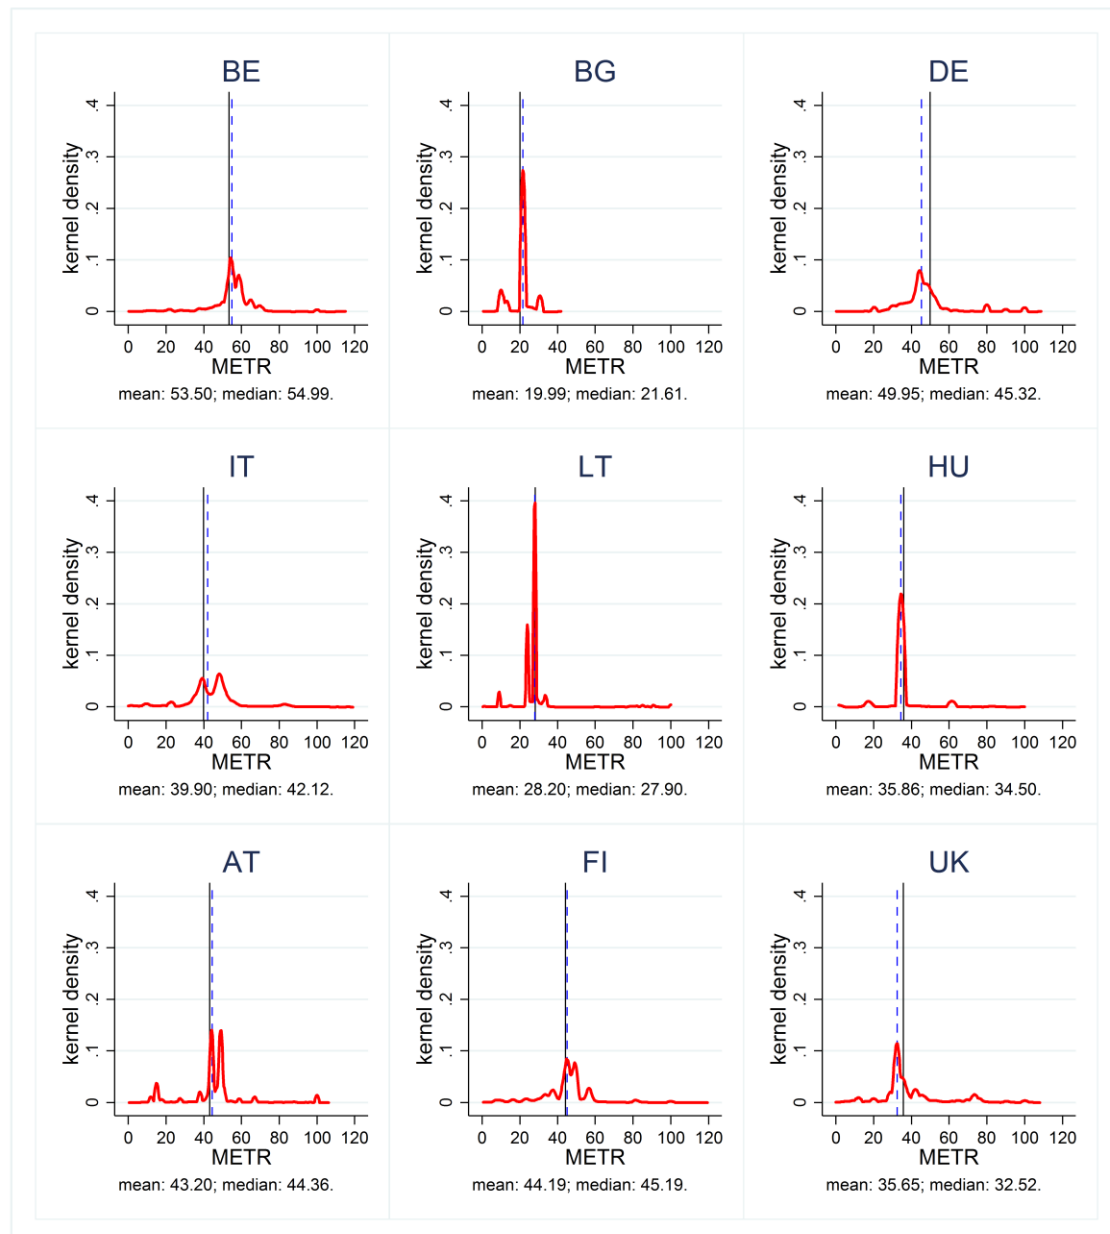 BE
BG
DE
kernel density
.4
.3
.2
.1
0
kernel density
.4
.3
.2
.1
0
kernel density
.4
.3
.2
.1
0
0 20 40 60 80 100 120
0 20 40 60 80 100 120
0 20 40 60 80 100 120
METR
METR
METR
mean: 53.50; median: 54.99.
mean: 19.99; median: 21.61.
mean: 49.95; median: 45.32.
IT
LT
HU
kernel density
.4
.3
.2
.1
0
kernel density
.4
.3
.2
.1
0
kernel density
.4
.3
.2
.1
0
0 20 40 60 80 100 120
0 20 40 60 80 100 120
0 20 40 60 80 100 120
METR
METR
METR
mean: 39.90; median: 42.12.
mean: 28.20; median: 27.90.
mean: 35.86; median: 34.50.
AT
FI
UK
kernel density
.4
.3
.2
.1
0
kernel density
.4
.3
.2
.1
0
kernel density
.4
.3
.2
.1
0
0 20 40 60 80 100 120
0 20 40 60 80 100 120
0 20 40 60 80 100 120
METR
METR
METR
mean: 43.20; median: 44.36.
mean: 44.19; median: 45.19.
mean: 35.65; median: 32.52.